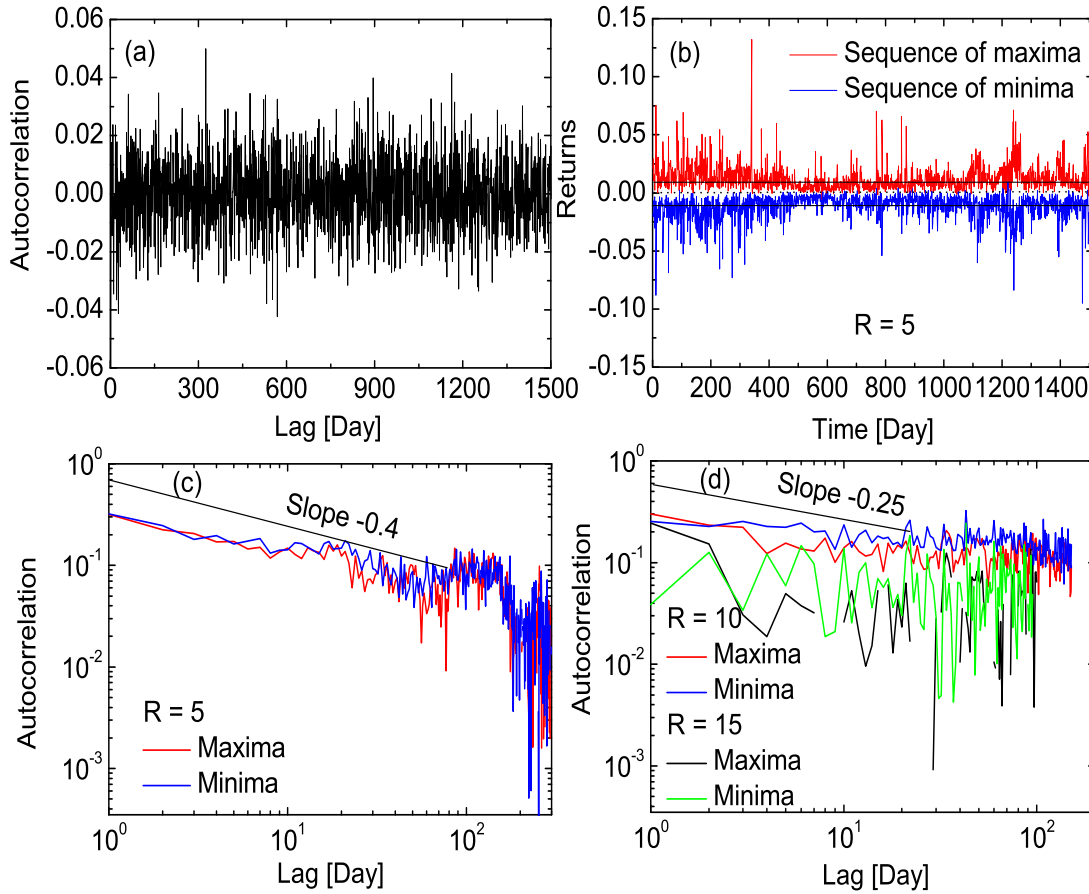 (a)
Autocorrelation
0.06
0.04
0.02
0.00
-0.02
-0.04
-0.06
0 300 600 900 1200 1500
Lag [Day]
(b)
Sequence of maxima
Sequence of minima
Returns
0.15
0.10
0.05
0.00
-0.05
-0.10
-0.15
R = 5
0 200 400 600 800 1000 1200 1400
Time [Day]
(c)
Slope -0.4
Autocorrelation
10^0
10^-1
10^-2
10^-3
R = 5
Maxima
Minima
10^0 10^1 10^2
Lag [Day]
(d)
Slope -0.25
Autocorrelation
10^0
10^-1
10^-2
10^-3
R = 10
Maxima
Minima
R = 15
Maxima
Minima
10^0 10^1 10^2
Lag [Day]